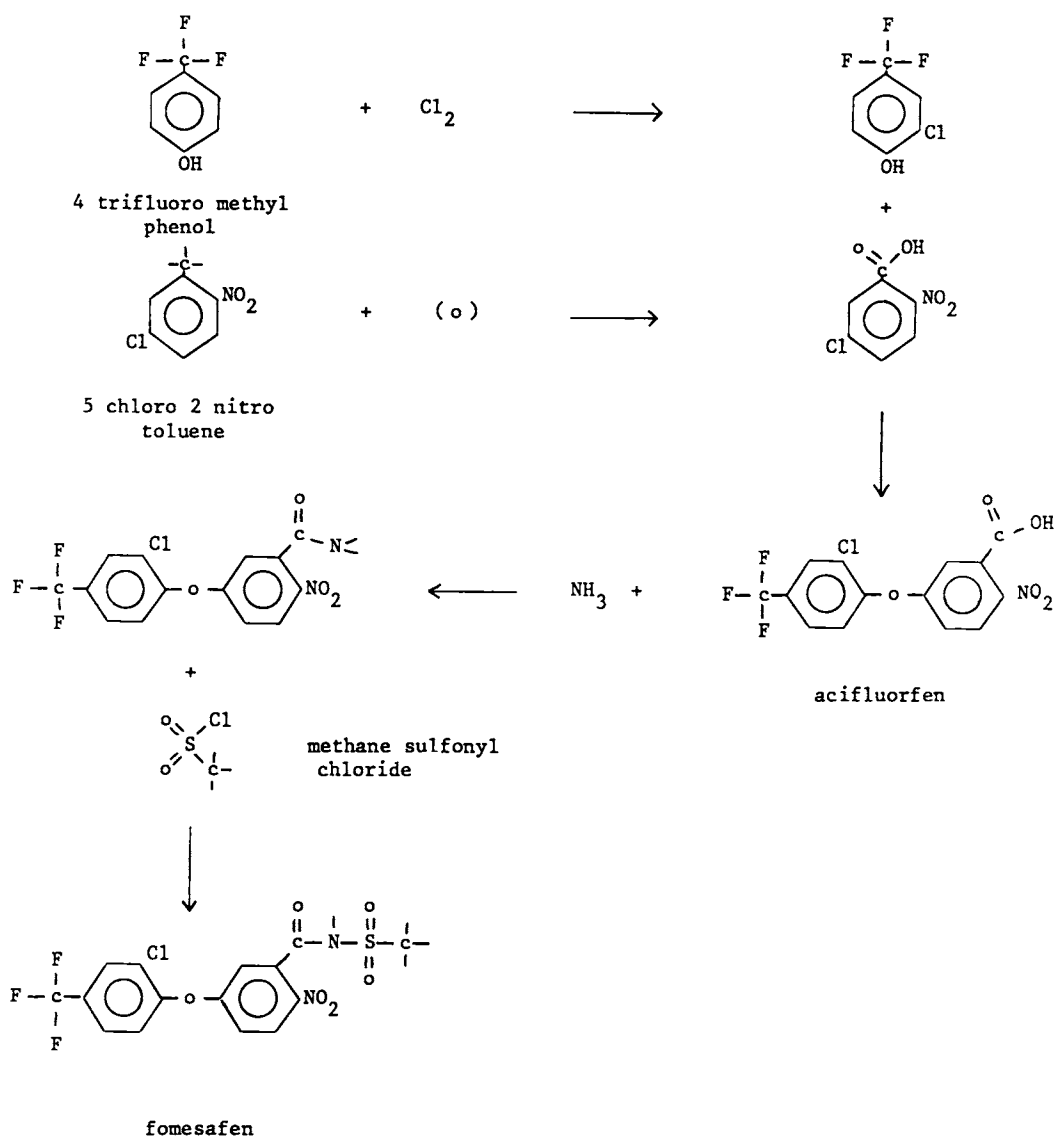 F
F C F
F
F C F
+ Cl2
Cl
OH
OH
4 trifluoro methyl
phenol
+
C
O OH
C
NO2
+ (o)
NO2
Cl
Cl
5 chloro 2 nitro
toluene
O
C N
Cl
F
F C
F
O
NO2
NH3 +
O
OH
C
Cl
F
F C
F
O
NO2
acifluorfen
+
O Cl
S
O C
methane sulfonyl
chloride
O O
C N S C
O
Cl
F
F C
F
O
NO2
fomesafen